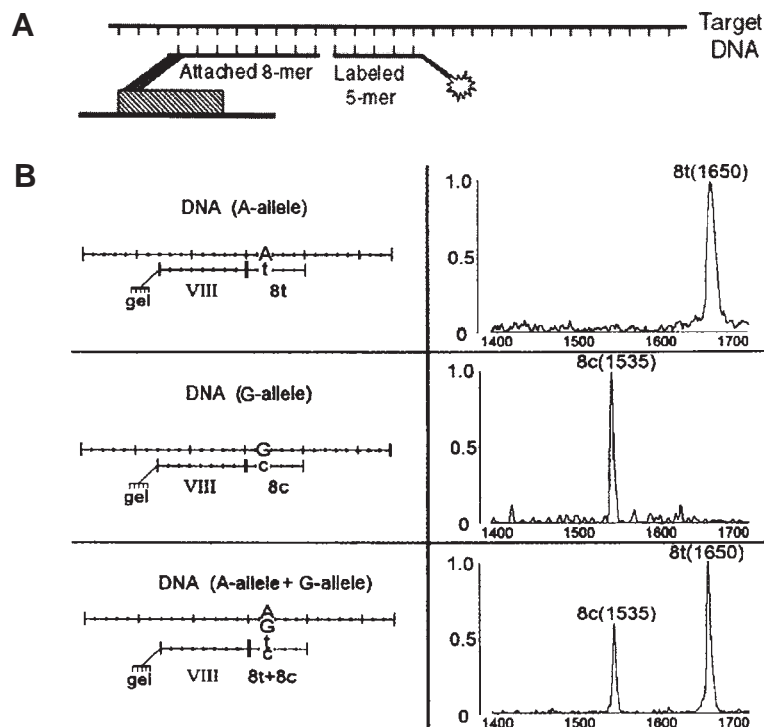 A
Target
DNA
Attached 8-mer
Labeled
5-mer
B
DNA (A-allele)
A
t
gel
VIII
8t
8t(1650)
1.0
0.5
0
1400 1500 1600 1700
DNA (G-allele)
G
c
gel
VIII
8c
8c(1535)
1.0
0.5
0
1400 1500 1600 1700
DNA (A-allele + G-allele)
A
G
t
c
gel
VIII
8t+8c
8t(1650)
8c(1535)
1.0
0.5
0
1400 1500 1600 1700